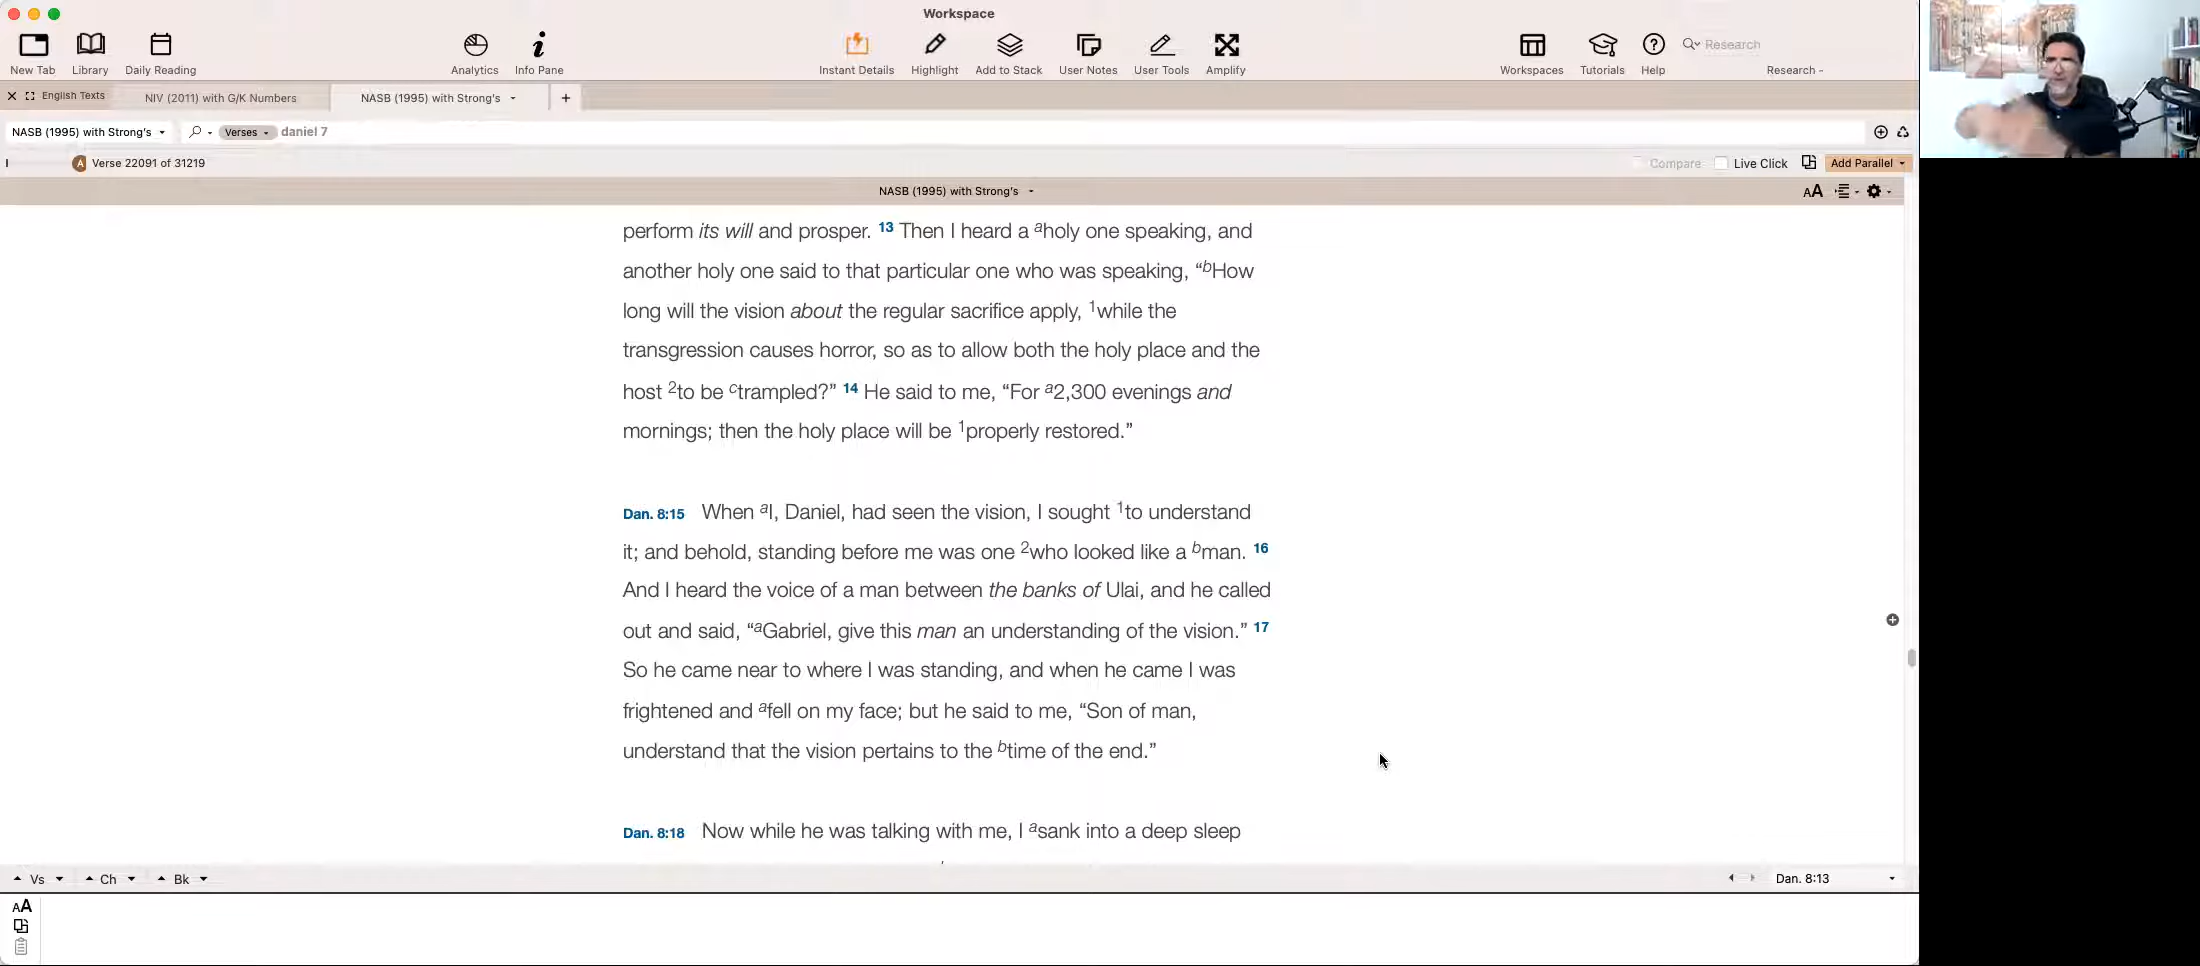 Workspace
New Tab Library Daily Reading Analytics Info Pane Instant Details Highlight Add to Stack User Notes User Tools Amplify Workspaces Tutorials Help Research
Research
English Texts NIV (2011) with G/K Numbers NASB (1995) with Strong's +
NASB (1995) with Strong's Verses daniel 7
A Verse 22091 of 31219 Compare Live Click Add Parallel
NASB (1995) with Strong's AA
perform its will and prosper. 13 Then I heard a aholy one speaking, and
another holy one said to that particular one who was speaking, “bHow
long will the vision about the regular sacrifice apply, 1while the
transgression causes horror, so as to allow both the holy place and the
host 2to be ctrampled?” 14 He said to me, “For a2,300 evenings and
mornings; then the holy place will be 1properly restored.”
Dan. 8:15 When aI, Daniel, had seen the vision, I sought 1to understand
it; and behold, standing before me was one 2who looked like a bman. 16
And I heard the voice of a man between the banks of Ulai, and he called
out and said, “aGabriel, give this man an understanding of the vision.” 17
So he came near to where I was standing, and when he came I was
frightened and afell on my face; but he said to me, “Son of man,
understand that the vision pertains to the btime of the end.”
Dan. 8:18 Now while he was talking with me, I asank into a deep sleep
Vs Ch Bk Dan. 8:13
AA